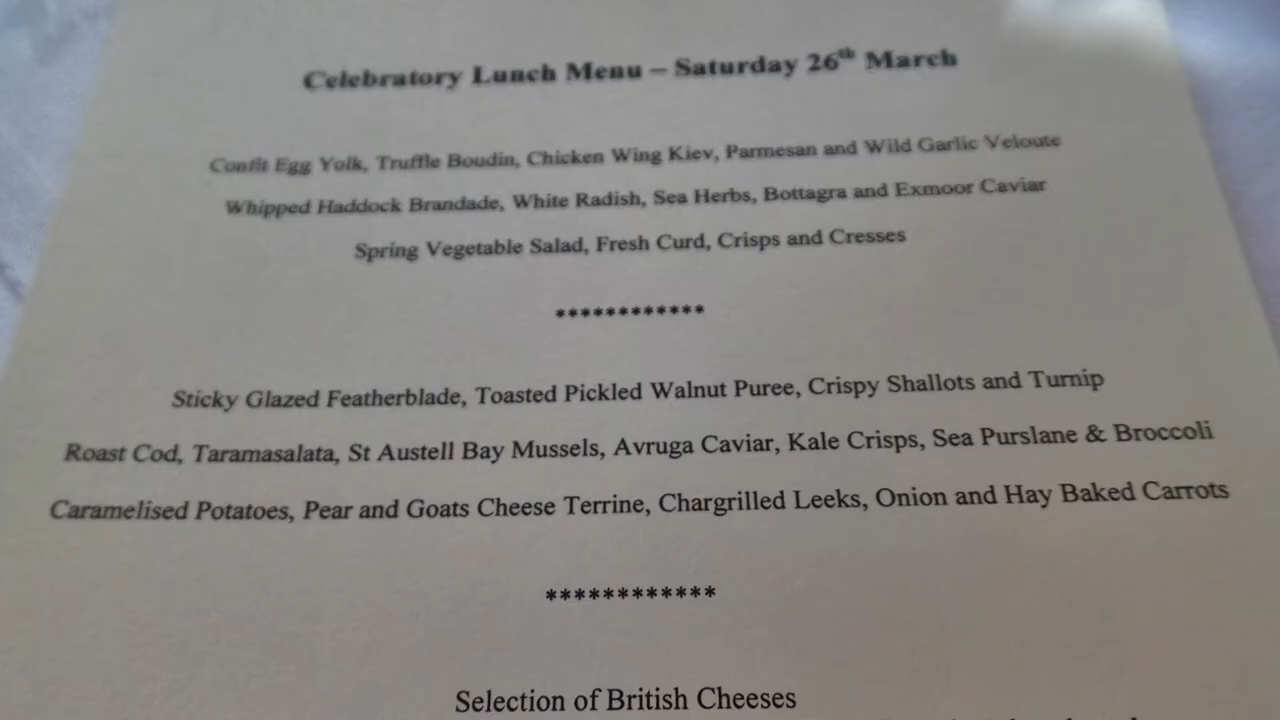 Celebratory Lunch Menu – Saturday 26th March
Confit Egg Yolk, Truffle Boudin, Chicken Wing Kiev, Parmesan and Wild Garlic Veloute
Whipped Haddock Brandade, White Radish, Sea Herbs, Bottagra and Exmoor Caviar
Spring Vegetable Salad, Fresh Curd, Crisps and Cresses
************
Sticky Glazed Featherblade, Toasted Pickled Walnut Puree, Crispy Shallots and Turnip
Roast Cod, Taramasalata, St Austell Bay Mussels, Avruga Caviar, Kale Crisps, Sea Purslane & Broccoli
Caramelised Potatoes, Pear and Goats Cheese Terrine, Chargrilled Leeks, Onion and Hay Baked Carrots
************
Selection of British Cheeses